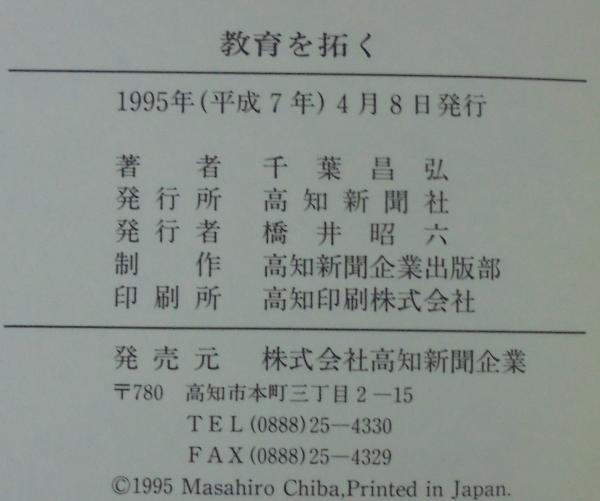 教育を拓く
1995年(平成7年)4月8日発行
著者 千葉昌弘
発行所 高知新聞社
発行者 橋井昭六
制作 高知新聞企業出版部
印刷所 高知印刷株式会社
発売元 株式会社高知新聞企業
〒780 高知市本町三丁目2―15
TEL(0888)25―4330
FAX(0888)25―4329
©1995 Masahiro Chiba,Printed in Japan.